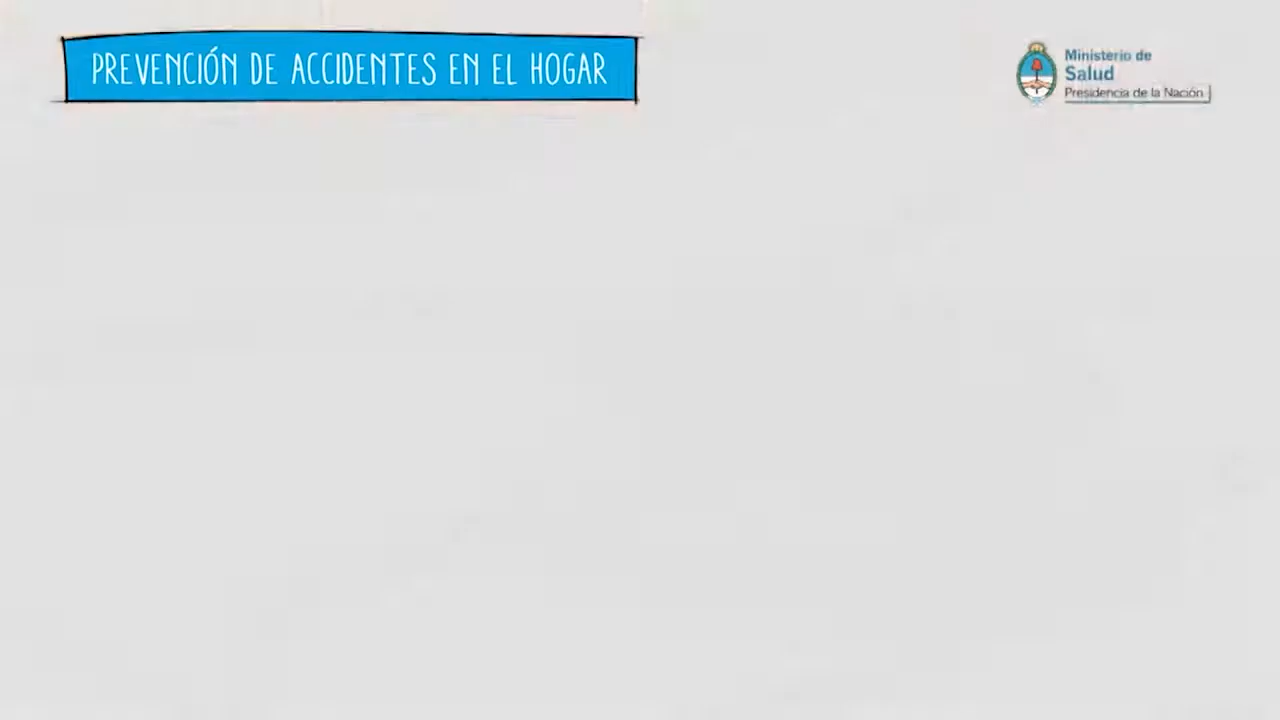 PREVENCIÓN DE ACCIDENTES EN EL HOGAR
Ministerio de
Salud
Presidencia de la Nación